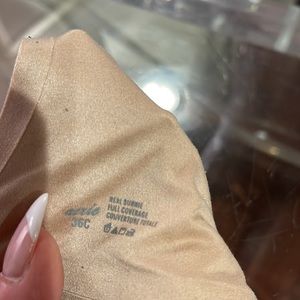 aerie
36C
REAL SUNNIE
FULL COVERAGE
COUVERTURE TOTALE